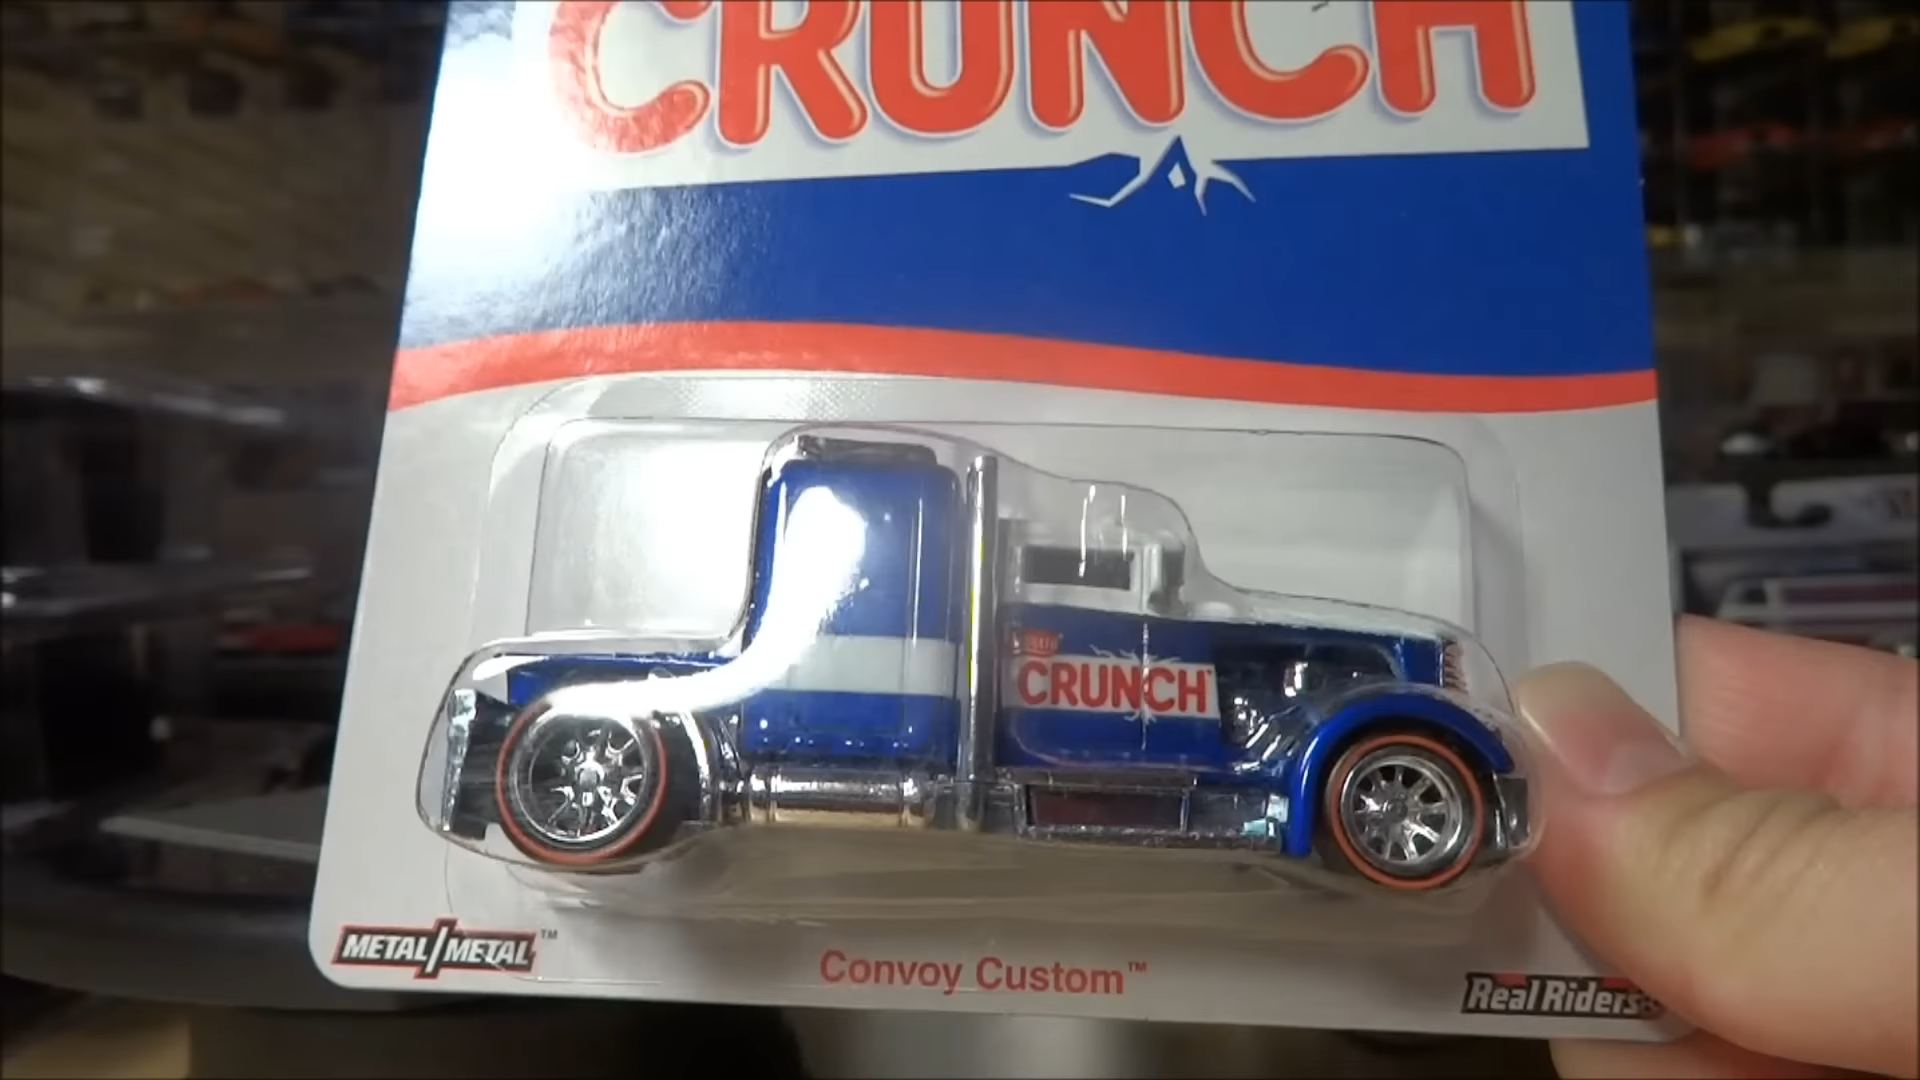 CRUNCH
CRUNCH
METAL/METAL™
Convoy Custom™
Real Riders